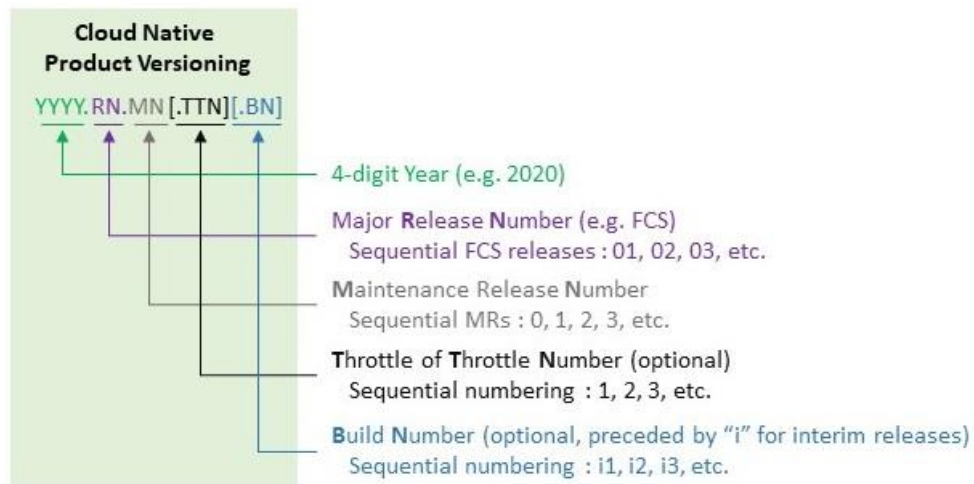 Cloud Native
Product Versioning
YYYY.RN.MN[.TTN][.BN]
4-digit Year (e.g. 2020)
Major Release Number (e.g. FCS)
Sequential FCS releases : 01, 02, 03, etc.
Maintenance Release Number
Sequential MRs : 0, 1, 2, 3, etc.
Throttle of Throttle Number (optional)
Sequential numbering : 1, 2, 3, etc.
Build Number (optional, preceded by “i” for interim releases)
Sequential numbering : i1, i2, i3, etc.